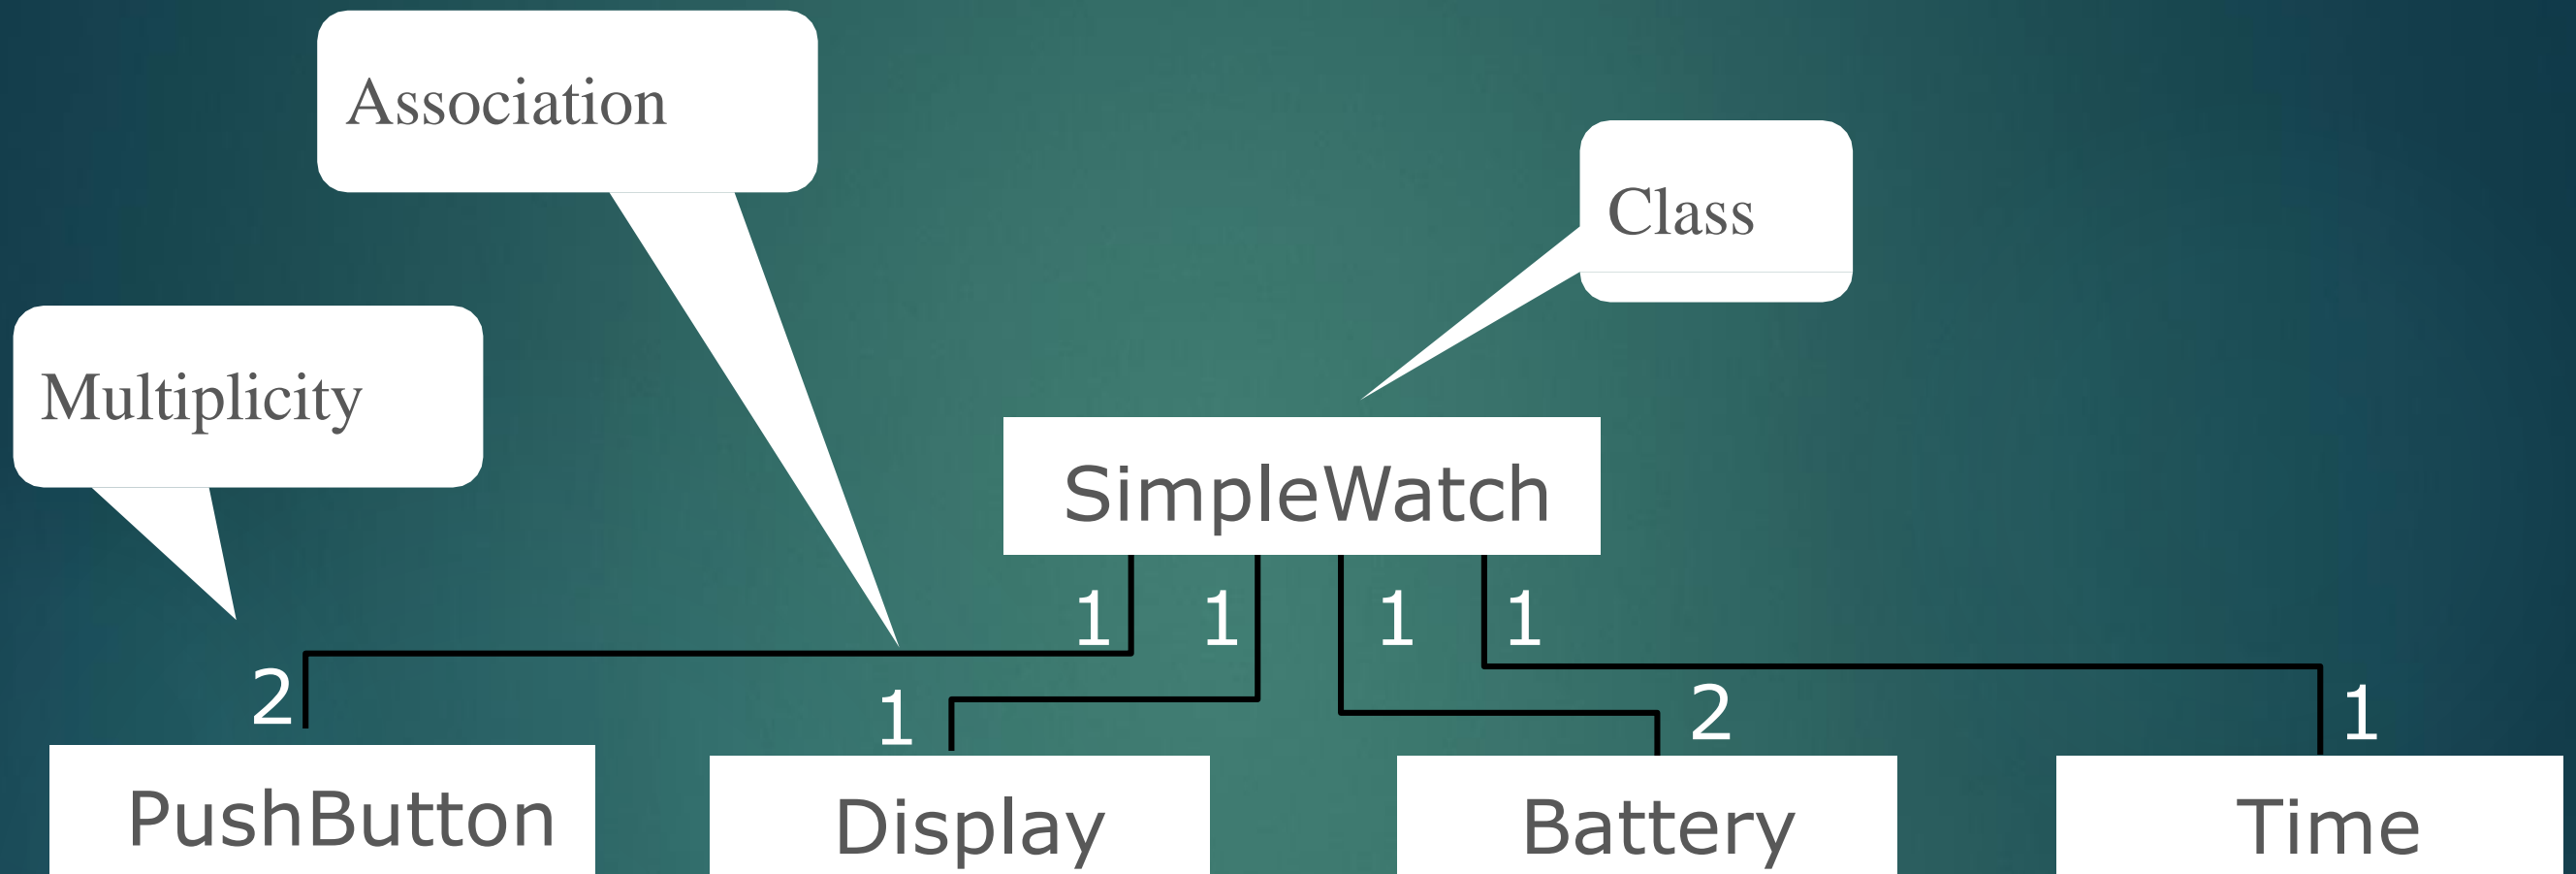 Association
Class
Multiplicity
SimpleWatch
1 1 1 1
2 1 2 1
PushButton Display Battery Time